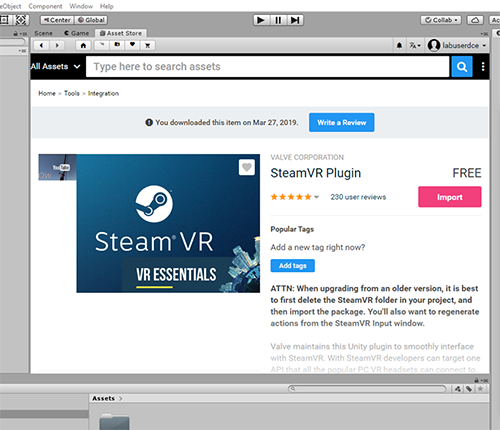 eObject Component Window Help
Center Global
Collab
Ac
Scene Game Asset Store
labuserdce
All Assets
Type here to search assets
Home » Tools » Integration
You downloaded this item on Mar 27, 2019.
Write a Review
You Tube
Steam®VR
VR ESSENTIALS
VALVE CORPORATION
SteamVR Plugin
FREE
230 user reviews
Import
Popular Tags
Add a new tag right now?
Add tags
ATTN: When upgrading from an older version, it is best
to first delete the SteamVR folder in your project, and
then import the package. You'll also want to regenerate
actions from the SteamVR Input window.
Valve maintains this Unity plugin to smoothly interface
with SteamVR. With SteamVR developers can target one
API that all the popular PC VR headsets can connect to.
Assets